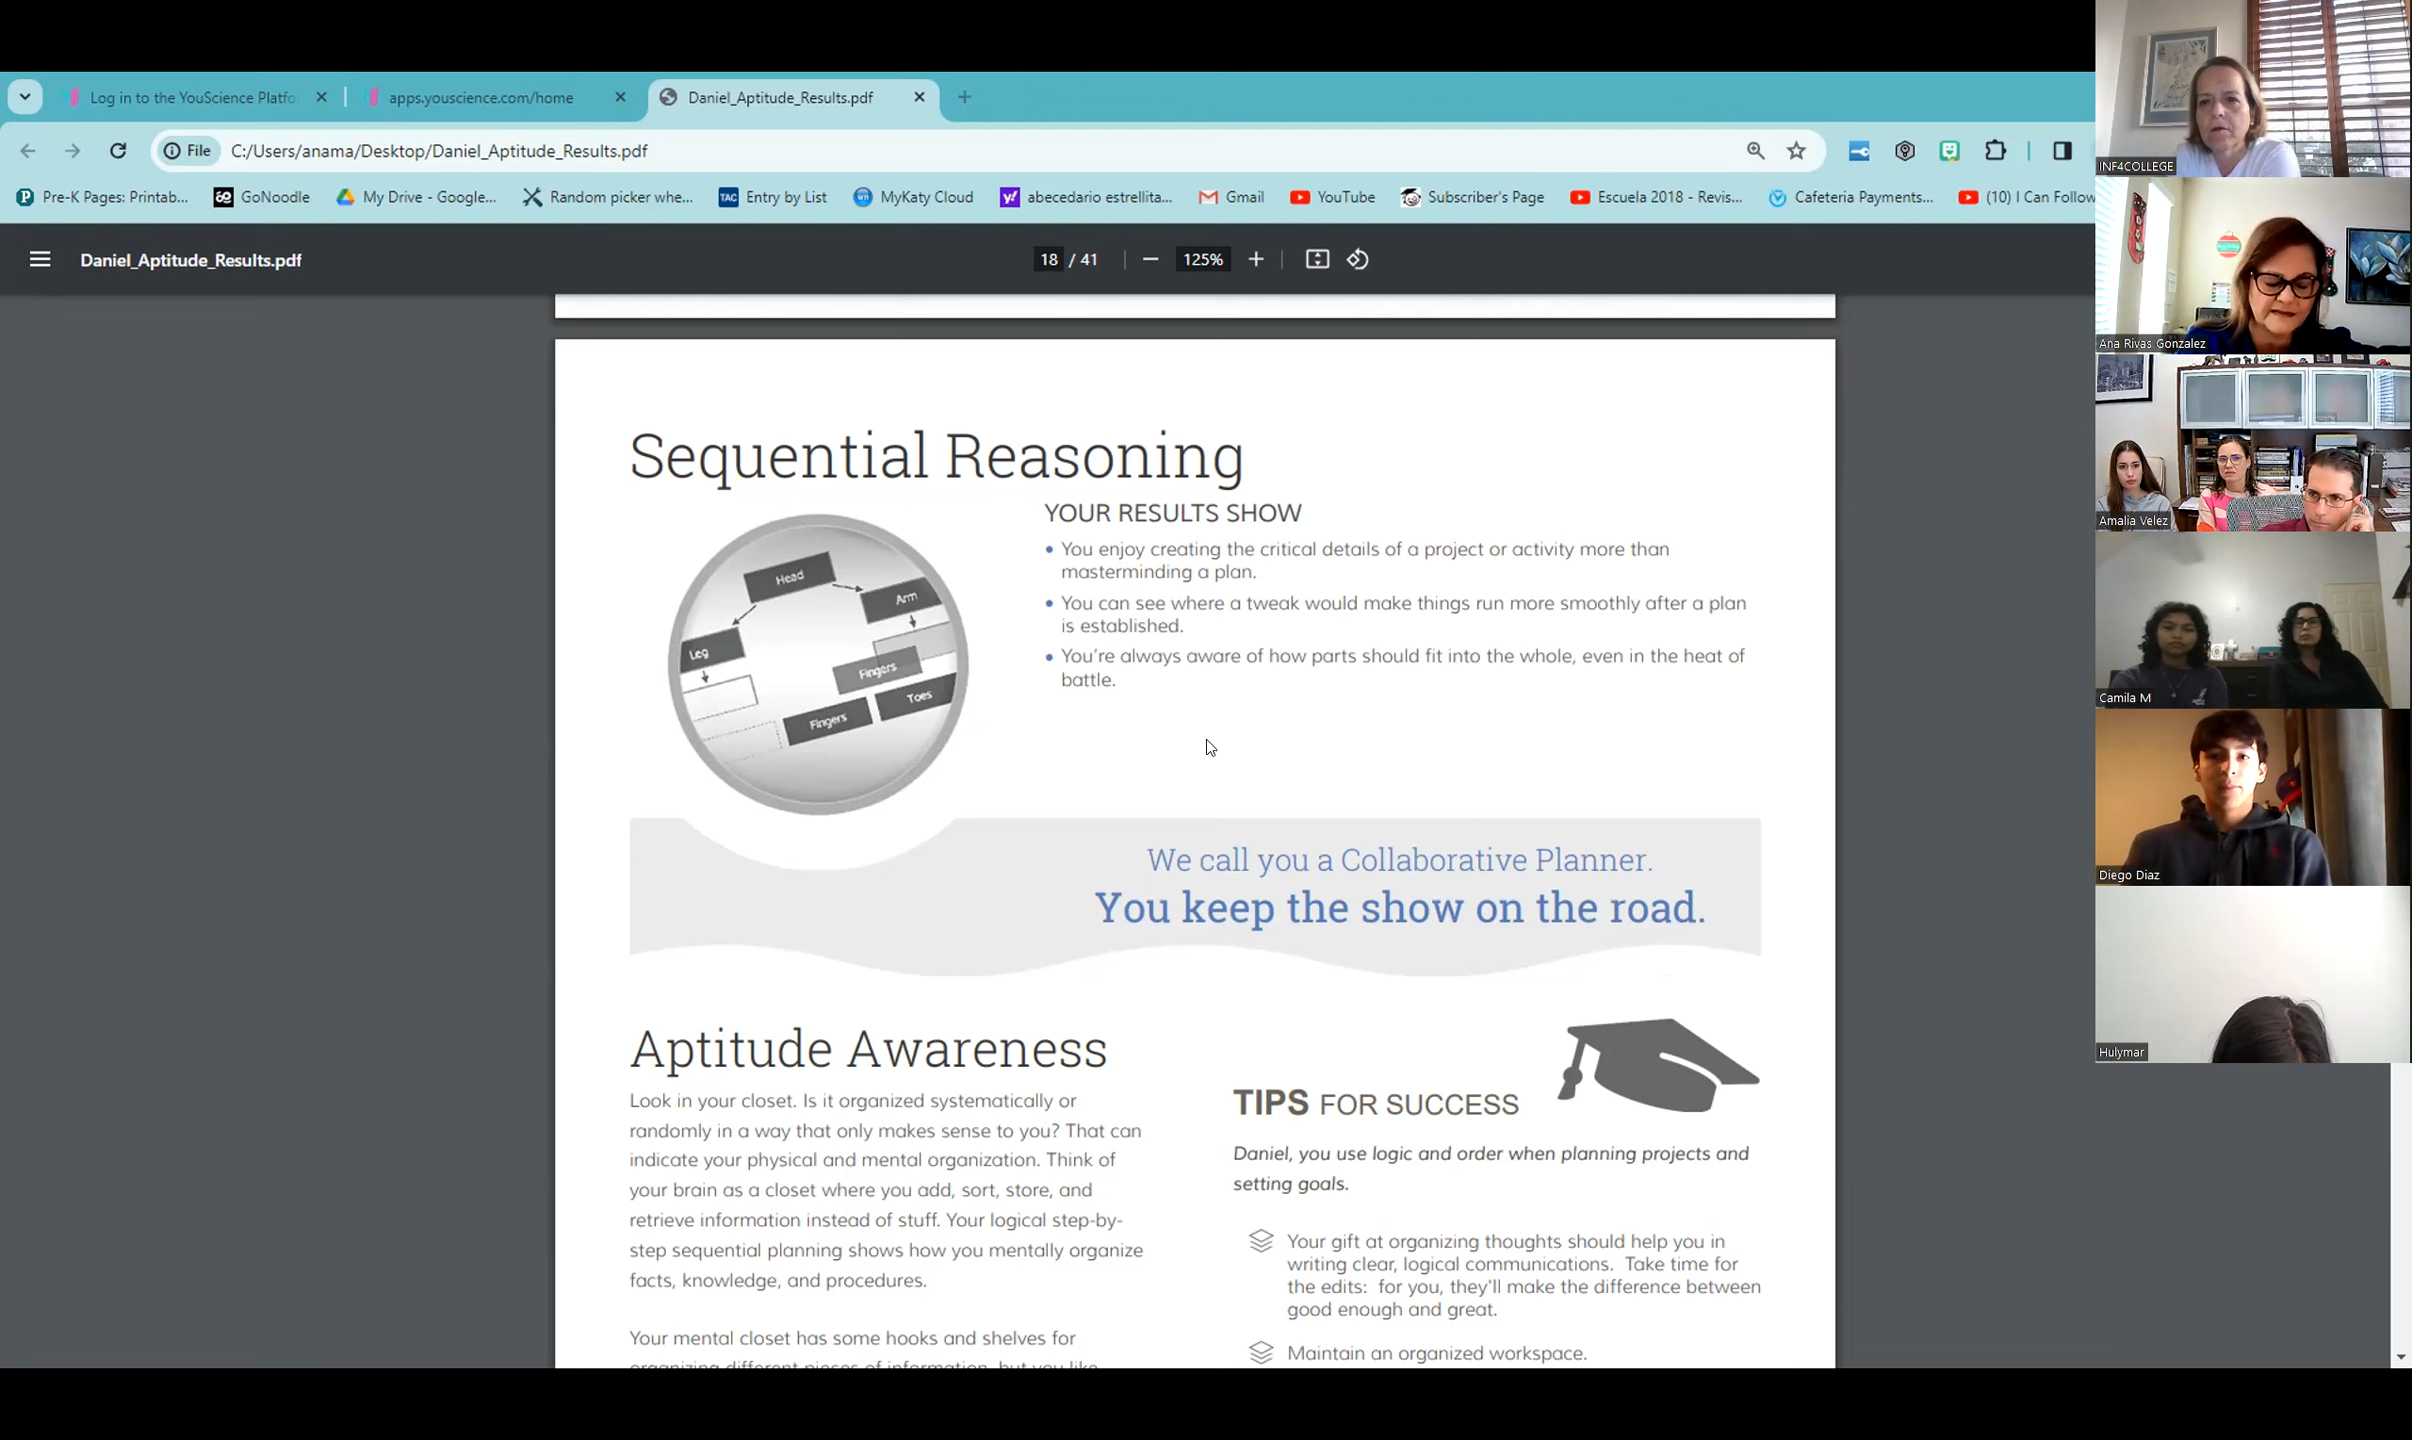 Log in to the YouScience Platfo
apps.youscience.com/home
Daniel_Aptitude_Results.pdf
File
C:/Users/anama/Desktop/Daniel_Aptitude_Results.pdf
Pre-K Pages: Printab...
GoNoodle
My Drive - Google...
Random picker whe...
TAC
Entry by List
MyKaty Cloud
abecedario estrellita...
Gmail
YouTube
Subscriber's Page
Escuela 2018 - Revis...
Cafeteria Payments...
(10) I Can Follow
Daniel_Aptitude_Results.pdf
18 / 41
125%
Sequential Reasoning
Head
Arm
Leg
Fingers
Toes
Fingers
YOUR RESULTS SHOW
• You enjoy creating the critical details of a project or activity more than
masterminding a plan.
• You can see where a tweak would make things run more smoothly after a plan
is established.
• You're always aware of how parts should fit into the whole, even in the heat of
battle.
We call you a Collaborative Planner.
You keep the show on the road.
Aptitude Awareness
Look in your closet. Is it organized systematically or
randomly in a way that only makes sense to you? That can
indicate your physical and mental organization. Think of
your brain as a closet where you add, sort, store, and
retrieve information instead of stuff. Your logical step-by-
step sequential planning shows how you mentally organize
facts, knowledge, and procedures.
Your mental closet has some hooks and shelves for
organizing different pieces of information, but you like
TIPS FOR SUCCESS
Daniel, you use logic and order when planning projects and
setting goals.
Your gift at organizing thoughts should help you in
writing clear, logical communications. Take time for
the edits: for you, they'll make the difference between
good enough and great.
Maintain an organized workspace.
INF4COLLEGE
Ana Rivas Gonzalez
Amalia Velez
Camila M
Diego Diaz
Hulymar